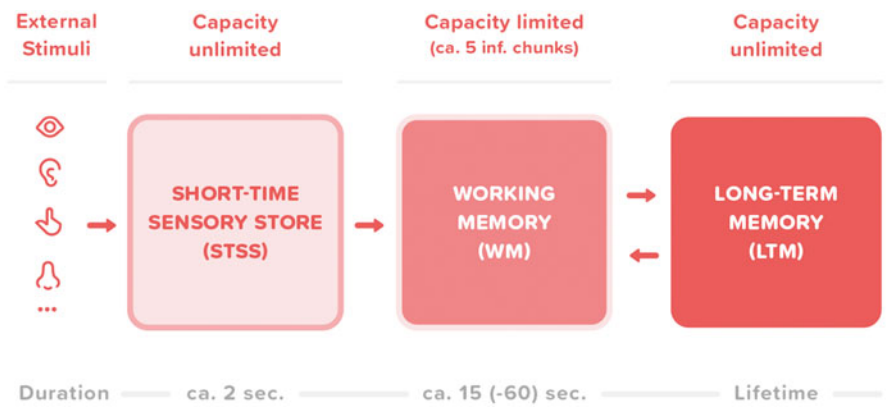 External
Stimuli
Capacity
unlimited
Capacity limited
(ca. 5 inf. chunks)
Capacity
unlimited
SHORT-TIME
SENSORY STORE
(STSS)
WORKING
MEMORY
(WM)
LONG-TERM
MEMORY
(LTM)
Duration
ca. 2 sec.
ca. 15 (-60) sec.
Lifetime